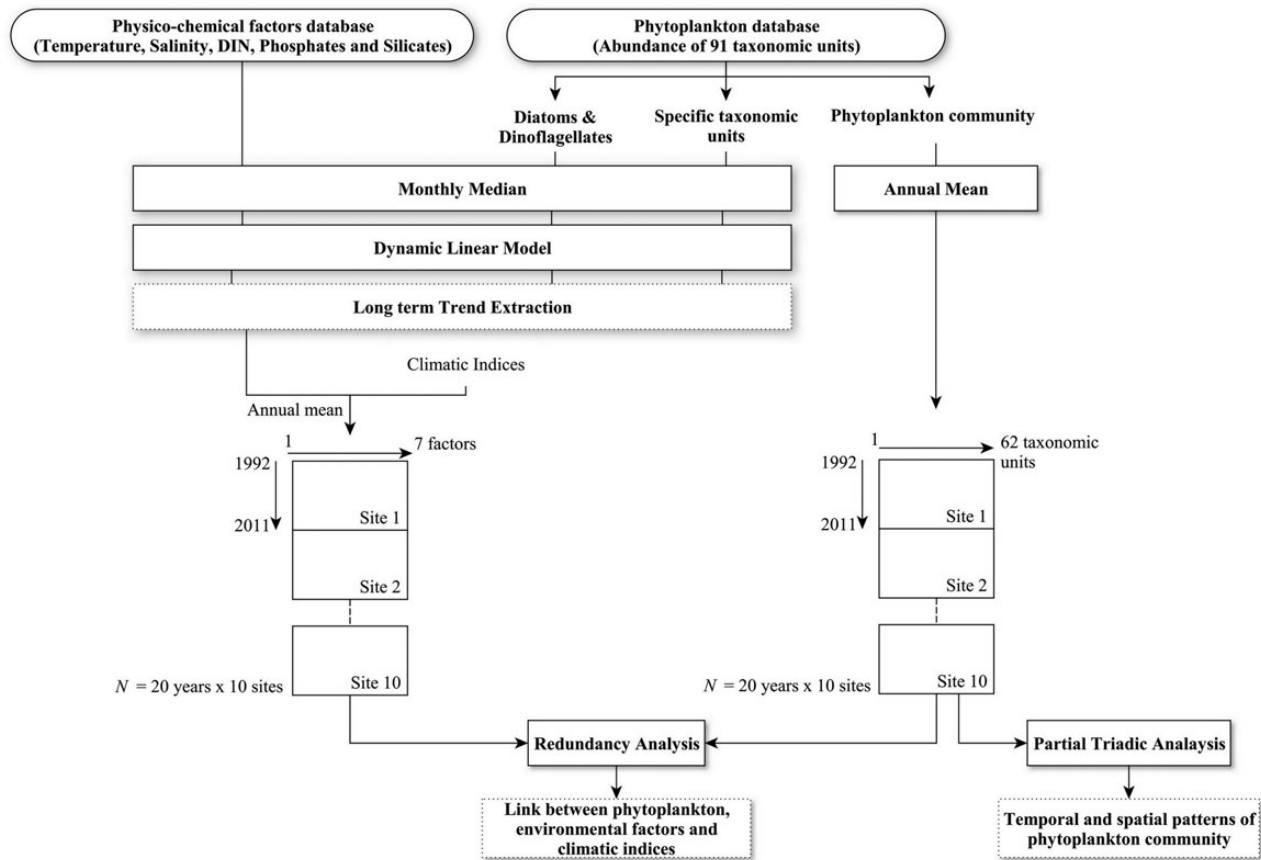 Physico-chemical factors database
(Temperature, Salinity, DIN, Phosphates and Silicates)
Phytoplankton database
(Abundance of 91 taxonomic units)
Diatoms &
Dinoflagellates
Specific taxonomic
units
Phytoplankton community
Monthly Median
Annual Mean
Dynamic Linear Model
Long term Trend Extraction
Climatic Indices
Annual mean
1
7 factors
1992
2011
Site 1
Site 2
Site 10
N = 20 years x 10 sites
1
62 taxonomic
units
1992
2011
Site 1
Site 2
Site 10
N = 20 years x 10 sites
Redundancy Analysis
Partial Triadic Analaysis
Link between phytoplankton,
environmental factors and
climatic indices
Temporal and spatial patterns of
phytoplankton community